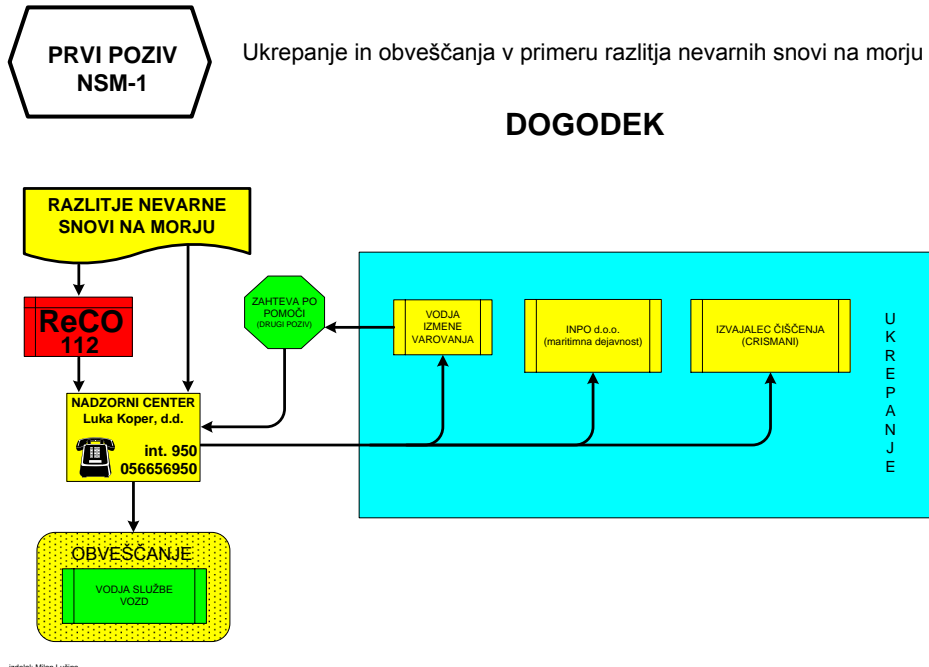 PRVI POZIV
NSM-1
Ukrepanje in obveščanja v primeru razlitja nevarnih snovi na morju
DOGODEK
RAZLITJE NEVARNE
SNOVI NA MORJU
ReCO
112
ZAHTEVA PO
POMOČI
(DRUGI POZIV)
VODJA
IZMENE
VAROVANJA
INPO d.o.o.
(maritimna dejavnost)
IZVAJALEC ČIŠČENJA
(CRISMANI)
U
K
R
E
P
A
N
J
E
NADZORNI CENTER
Luka Koper, d.d.
int. 950
056656950
OBVEŠČANJE
VODJA SLUŽBE
VOZD